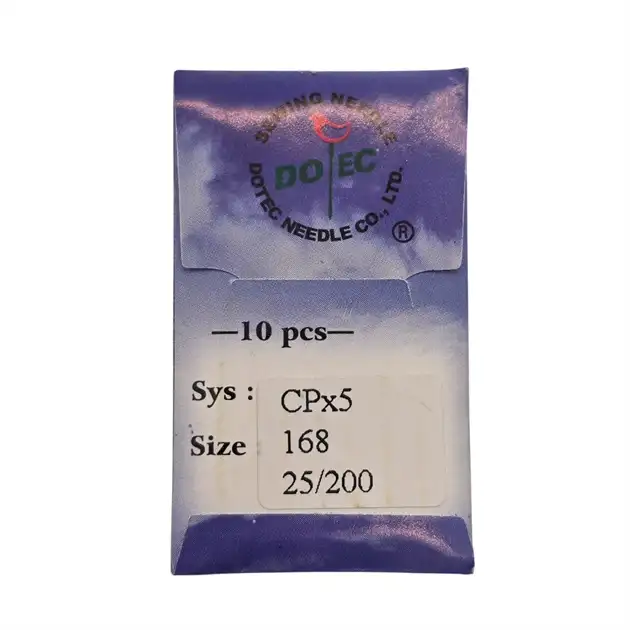 SEWING NEEDLE
DOTEC
DOTEC NEEDLE CO., LTD.
®
—10 pcs—
Sys : CPx5
Size 168
25/200